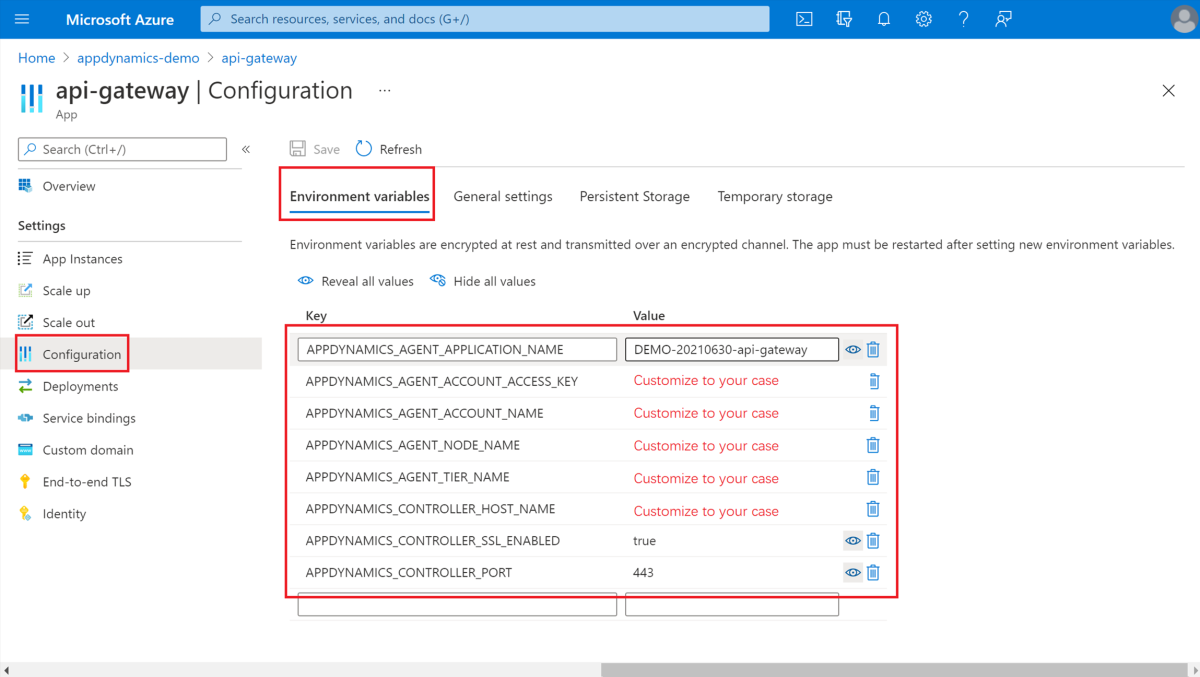 Microsoft Azure
Search resources, services, and docs (G+/)
Home > appdynamics-demo > api-gateway
api-gateway | Configuration ...
App
Search (Ctrl+/) «
Save Refresh
Overview
Environment variables General settings Persistent Storage Temporary storage
Settings
Environment variables are encrypted at rest and transmitted over an encrypted channel. The app must be restarted after setting new environment variables.
App Instances
Reveal all values Hide all values
Scale up
Key Value
Scale out
APPDYNAMICS_AGENT_APPLICATION_NAME DEMO-20210630-api-gateway
Configuration
APPDYNAMICS_AGENT_ACCOUNT_ACCESS_KEY Customize to your case
Deployments
APPDYNAMICS_AGENT_ACCOUNT_NAME Customize to your case
Service bindings
APPDYNAMICS_AGENT_NODE_NAME Customize to your case
Custom domain
APPDYNAMICS_AGENT_TIER_NAME Customize to your case
End-to-end TLS
APPDYNAMICS_CONTROLLER_HOST_NAME Customize to your case
Identity
APPDYNAMICS_CONTROLLER_SSL_ENABLED true
APPDYNAMICS_CONTROLLER_PORT 443